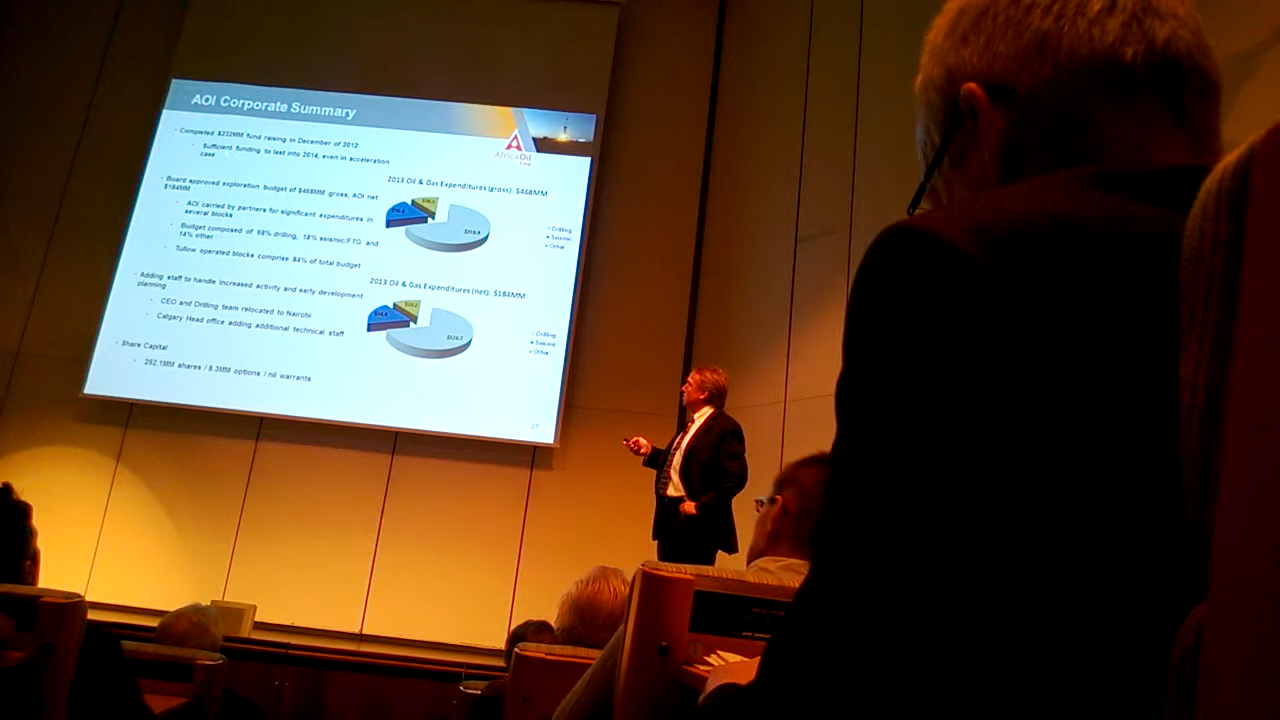 AOI Corporate Summary
- Completed $232MM fund raising in December of 2012
- Sufficient funding to last into 2014, even in acceleration
case
AfricaOil
Corp
- Board approved exploration budget of $468MM gross, AOI net
$184MM
- AOI carried by partners for significant expenditures in
several blocks
- Budget composed of 68% drilling, 18% seismic/FTG and
14% other
- Tullow operated blocks comprise 84% of total budget
- Adding staff to handle increased activity and early development
planning
- CEO and Drilling team relocated to Nairobi
- Calgary Head office adding additional technical staff
- Share Capital
- 252.1MM shares / 8.3MM options / nil warrants
2013 Oil & Gas Expenditures (gross): $468MM
Drilling
Seismic
Other
2013 Oil & Gas Expenditures (net): $184MM
Drilling
Seismic
Other
27